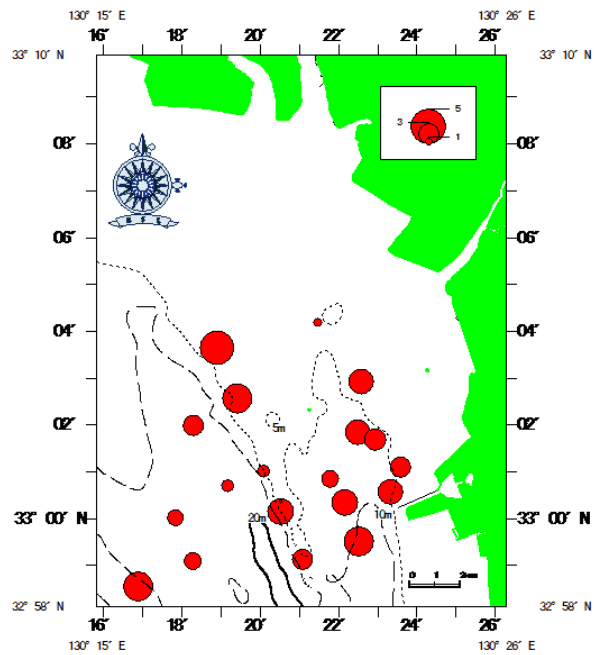 130° 15′ E 130° 26′ E
16′ 18′ 20′ 22′ 24′ 26′
33° 10′ N 33° 10′ N
5
3
1
08′ 08′
06′ 06′
04′ 04′
02′ 02′
5m
33° 00′ N 20m 10m 33° 00′ N
0 1 2km
32° 58′ N 32° 58′ N
16′ 18′ 20′ 22′ 24′ 26′
130° 15′ E 130° 26′ E